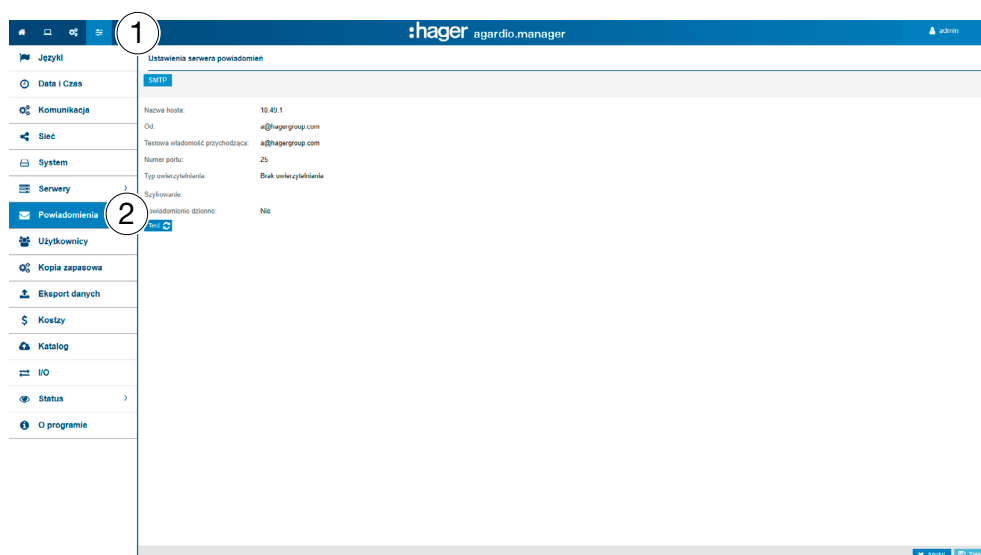 1
:hager agardio.manager
admin
Języki
Ustawienia serwera powiadomień
SMTP
Data i Czas
Komunikacja
Nazwa hosta: 10.49.1
Od: a@hagergroup.com
Sieć
Testowa wiadomość przychodząca: a@hagergroup.com
System
Numer portu: 25
Typ uwierzytelniania: Brak uwierzytelniania
Serwery
Szyfrowanie:
Powiadomienia
2
Powiadomienie dzienne: Nie
Test
Użytkownicy
Kopia zapasowa
Eksport danych
$ Kostzy
Katalog
I/O
Status
O programie
Anuluj